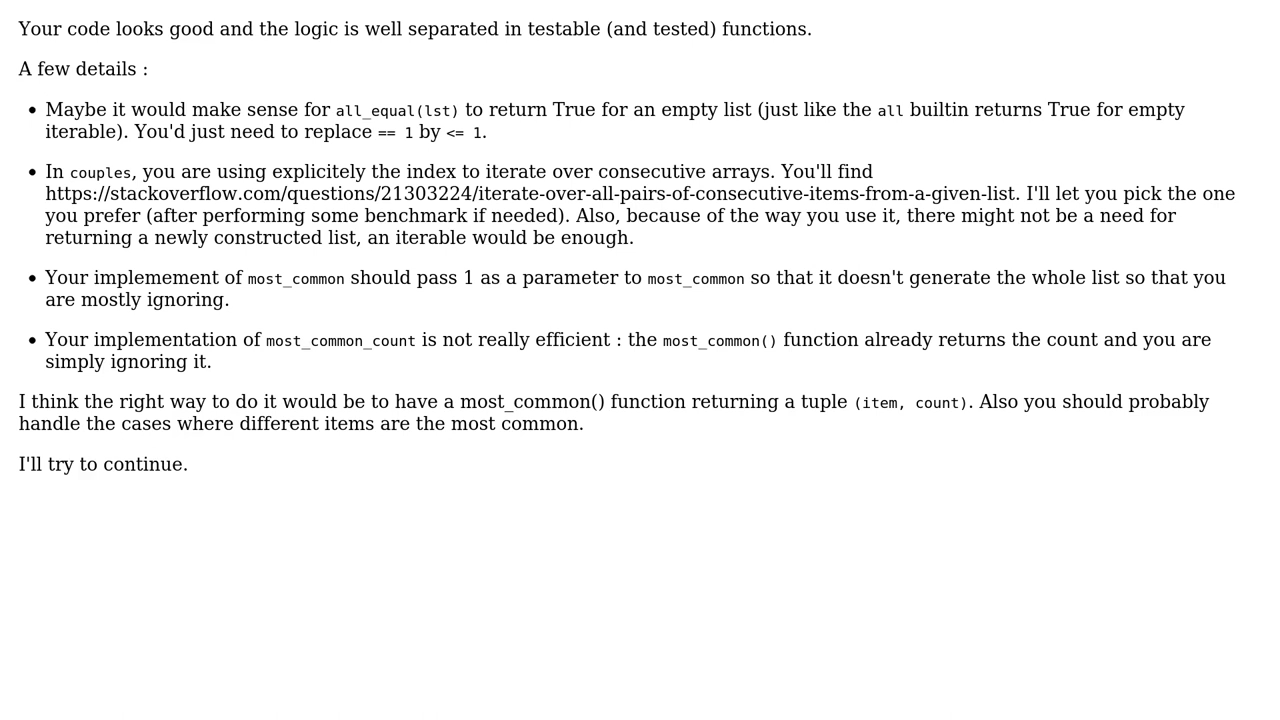 Your code looks good and the logic is well separated in testable (and tested) functions.
A few details :
• Maybe it would make sense for all_equal(lst) to return True for an empty list (just like the all builtin returns True for empty
iterable). You'd just need to replace == 1 by <= 1.
• In couples, you are using explicitely the index to iterate over consecutive arrays. You'll find
https://stackoverflow.com/questions/21303224/iterate-over-all-pairs-of-consecutive-items-from-a-given-list. I'll let you pick the one
you prefer (after performing some benchmark if needed). Also, because of the way you use it, there might not be a need for
returning a newly constructed list, an iterable would be enough.
• Your implemement of most_common should pass 1 as a parameter to most_common so that it doesn't generate the whole list so that you
are mostly ignoring.
• Your implementation of most_common_count is not really efficient : the most_common() function already returns the count and you are
simply ignoring it.
I think the right way to do it would be to have a most_common() function returning a tuple (item, count). Also you should probably
handle the cases where different items are the most common.
I'll try to continue.